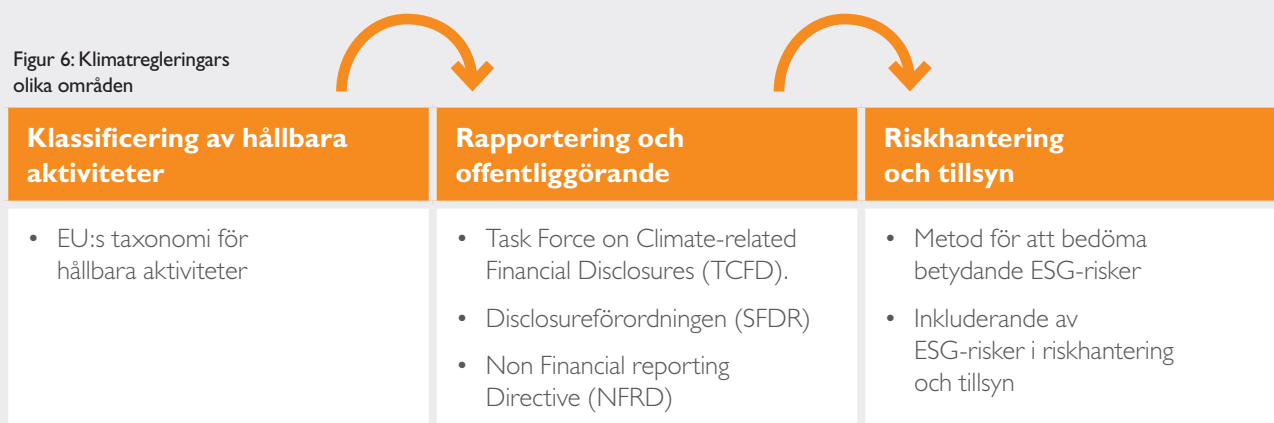 Figur 6: Klimatregleringars
olika områden
Klassificering av hållbara
aktiviteter
• EU:s taxonomi för
hållbara aktiviteter
Rapportering och
offentliggörande
• Task Force on Climate-related
Financial Disclosures (TCFD).
• Disclosureförordningen (SFDR)
• Non Financial reporting
Directive (NFRD)
Riskhantering
och tillsyn
• Metod för att bedöma
betydande ESG-risker
• Inkluderande av
ESG-risker i riskhantering
och tillsyn